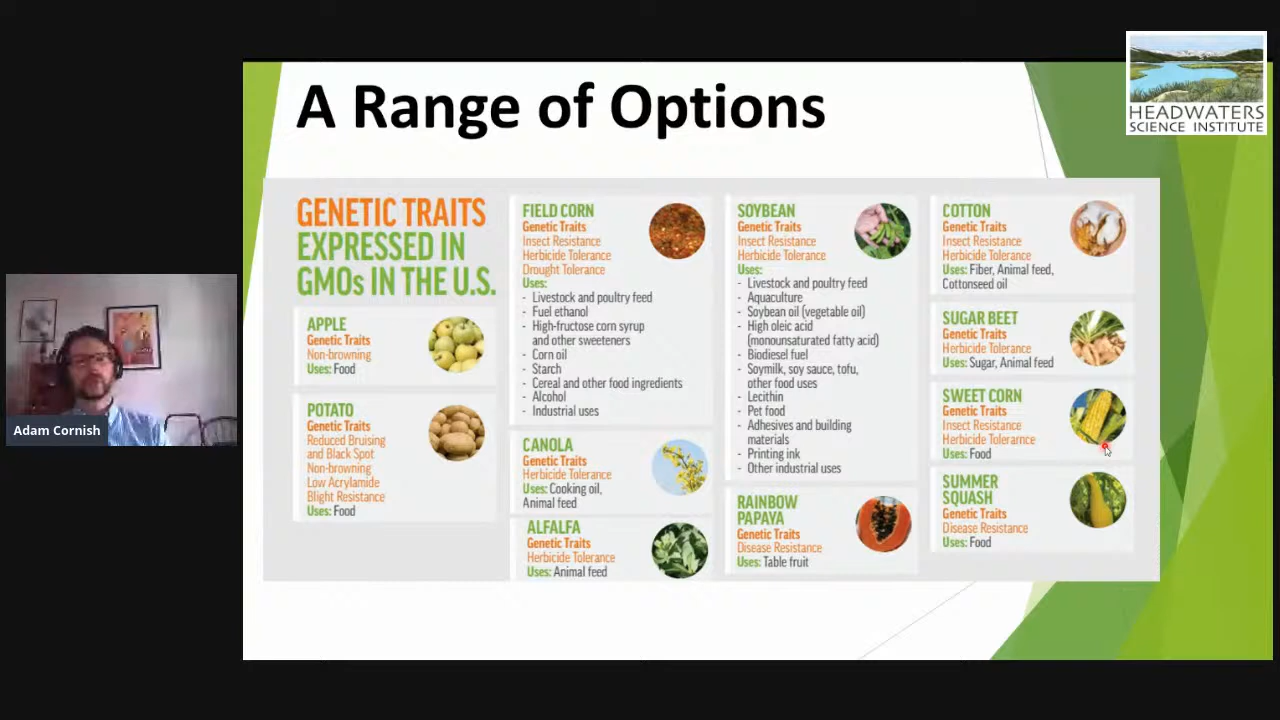 A Range of Options
HEADWATERS
SCIENCE INSTITUTE
GENETIC TRAITS
EXPRESSED IN
GMOs IN THE U.S.
APPLE
Genetic Traits
Non-browning
Uses: Food
POTATO
Genetic Traits
Reduced Bruising
and Black Spot
Non-browning
Low Acrylamide
Blight Resistance
Uses: Food
FIELD CORN
Genetic Traits
Insect Resistance
Herbicide Tolerance
Drought Tolerance
Uses:
- Livestock and poultry feed
- Fuel ethanol
- High-fructose corn syrup
and other sweeteners
- Corn oil
- Starch
- Cereal and other food ingredients
- Alcohol
- Industrial uses
CANOLA
Genetic Traits
Herbicide Tolerance
Uses: Cooking oil,
Animal feed
ALFALFA
Genetic Traits
Herbicide Tolerance
Uses: Animal feed
SOYBEAN
Genetic Traits
Insect Resistance
Herbicide Tolerance
Uses:
- Livestock and poultry feed
- Aquaculture
- Soybean oil (vegetable oil)
- High oleic acid
(monounsaturated fatty acid)
- Biodiesel fuel
- Soymilk, soy sauce, tofu,
other food uses
- Lecithin
- Pet food
- Adhesives and building
materials
- Printing ink
- Other industrial uses
RAINBOW
PAPAYA
Genetic Traits
Disease Resistance
Uses: Table fruit
COTTON
Genetic Traits
Insect Resistance
Herbicide Tolerance
Uses: Fiber, Animal feed,
Cottonseed oil
SUGAR BEET
Genetic Traits
Herbicide Tolerance
Uses: Sugar, Animal feed
SWEET CORN
Genetic Traits
Insect Resistance
Herbicide Tolerarnce
Uses: Food
SUMMER
SQUASH
Genetic Traits
Disease Resistance
Uses: Food
Adam Cornish